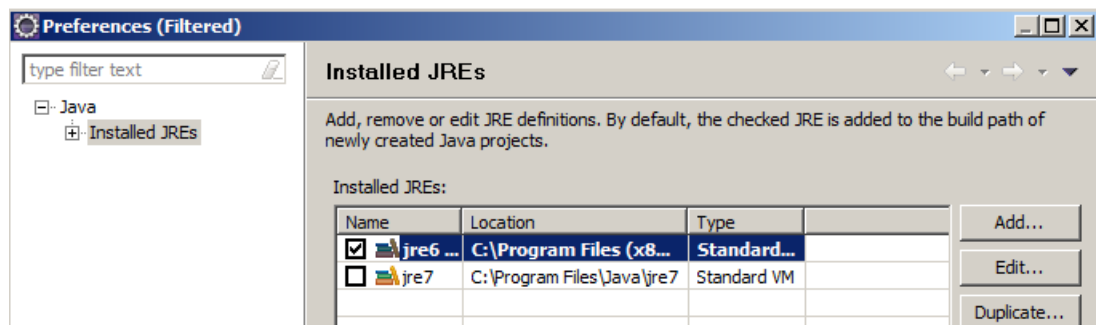 Preferences (Filtered)
type filter text
Java
Installed JREs
Installed JREs
Add, remove or edit JRE definitions. By default, the checked JRE is added to the build path of
newly created Java projects.
Installed JREs:
Name Location Type
jre6 ... C:\Program Files (x8... Standard...
jre7 C:\Program Files\Java\jre7 Standard VM
Add...
Edit...
Duplicate...